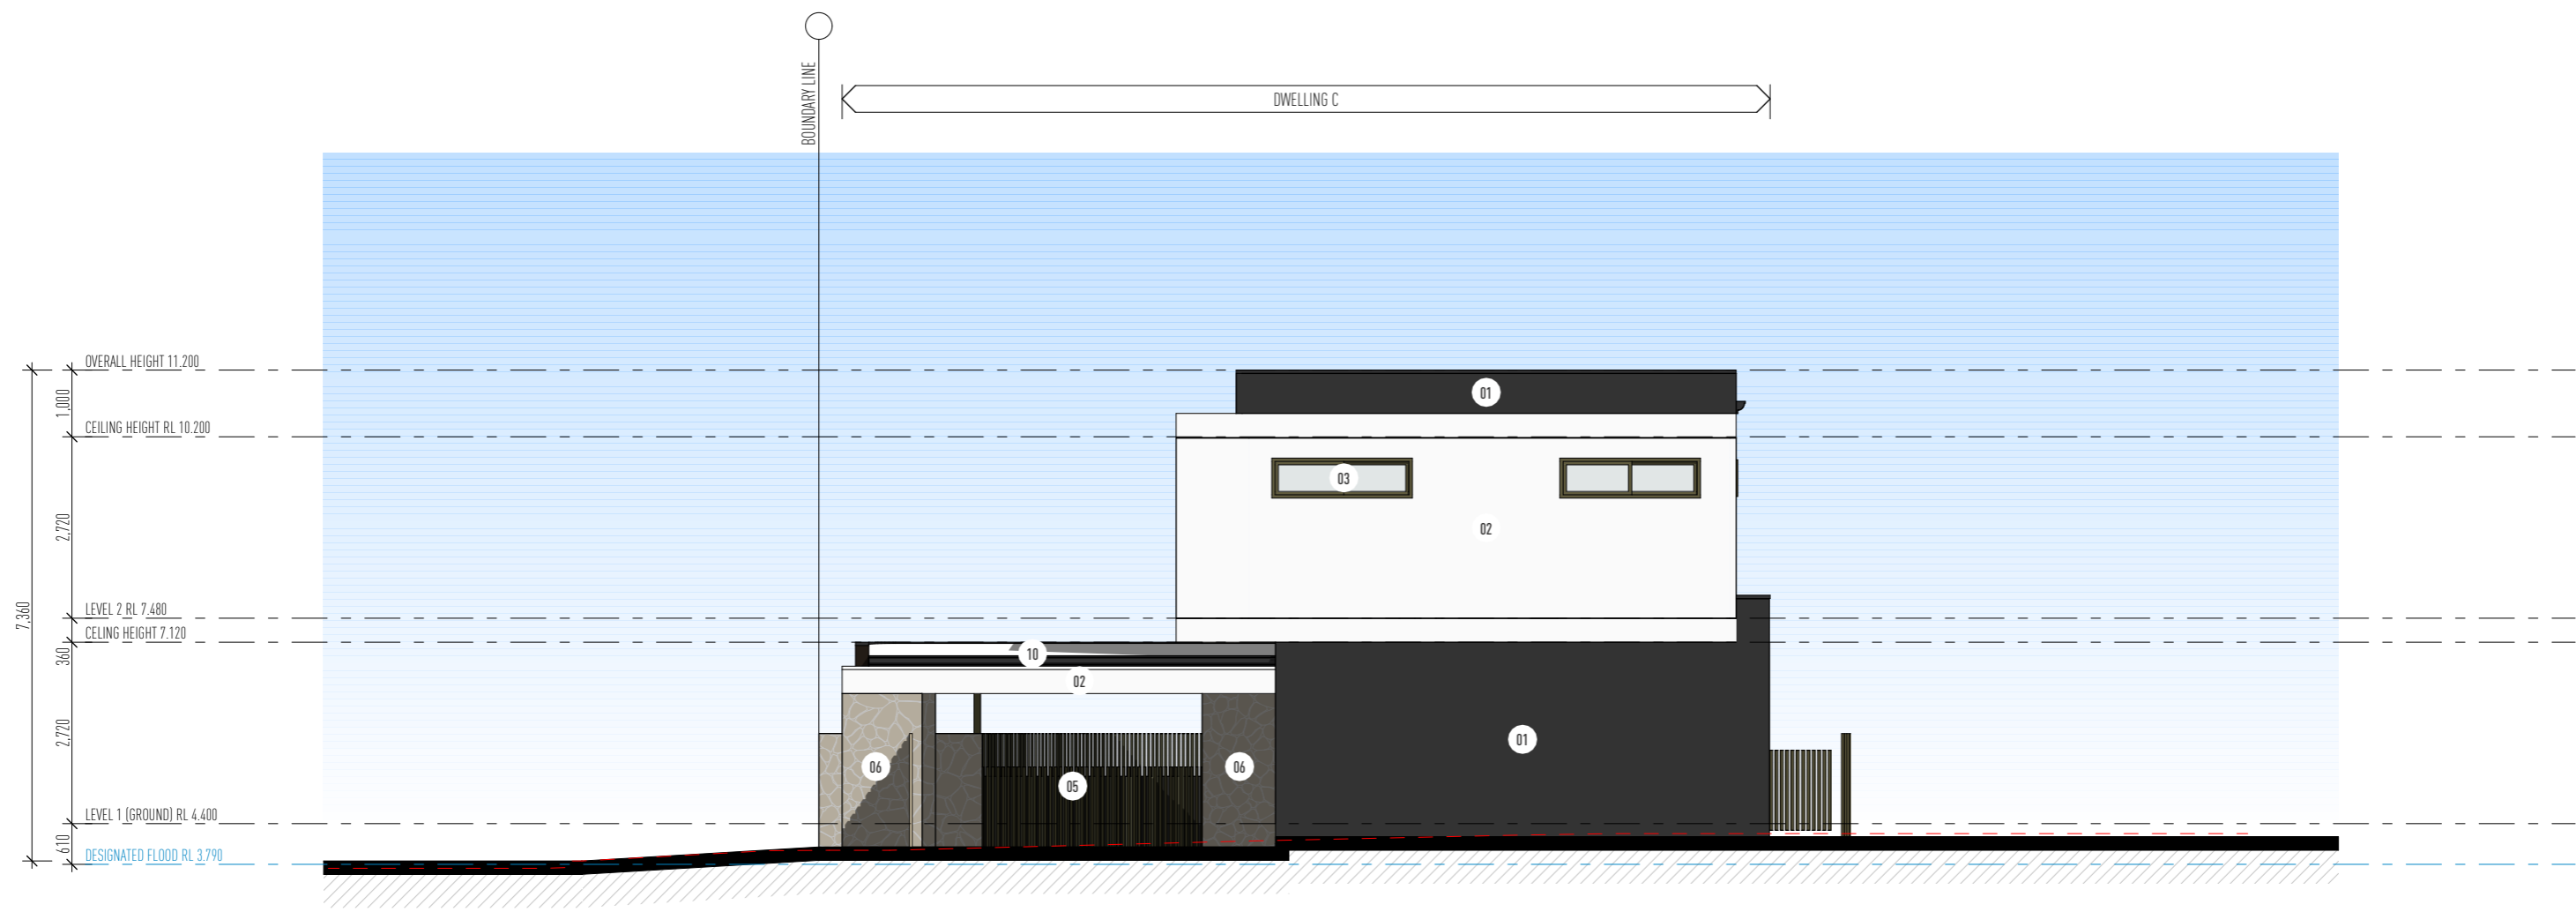 BOUNDARY LINE
DWELLING C
OVERALL HEIGHT 11.200
1,000
01
CEILING HEIGHT RL 10.200
03
2,720
02
7,360
LEVEL 2 RL 7.480
CELING HEIGHT 7.120
360
10
02
2,720
01
06
06
05
LEVEL 1 (GROUND) RL 4.400
610
DESIGNATED FLOOD RL 3.790